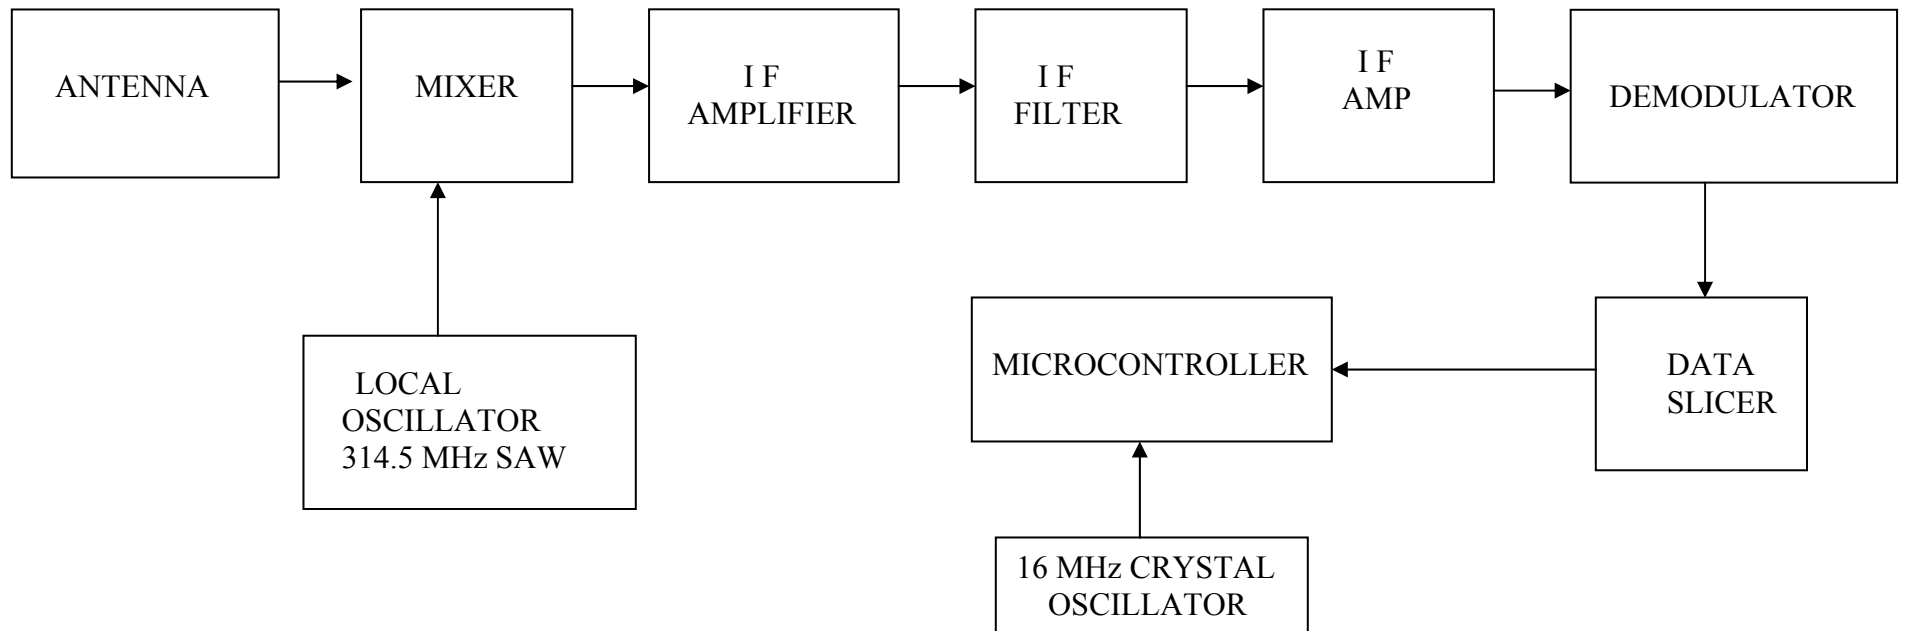 ANTENNA
MIXER
I F
AMPLIFIER
I F
FILTER
I F
AMP
DEMODULATOR
LOCAL
OSCILLATOR
314.5 MHz SAW
MICROCONTROLLER
DATA
SLICER
16 MHz CRYSTAL
OSCILLATOR